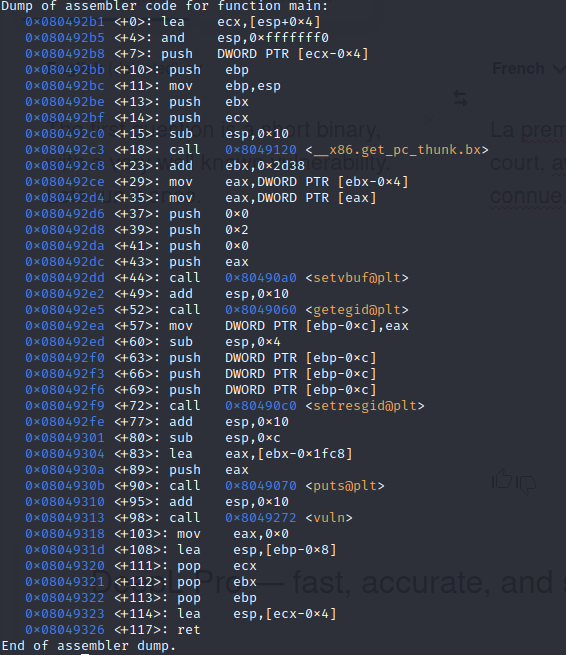 Dump of assembler code for function main:
0×080492b1 <+0>: lea ecx,[esp+0×4]
0×080492b5 <+4>: and esp,0×fffffff0
0×080492b8 <+7>: push DWORD PTR [ecx-0×4]
0×080492bb <+10>: push ebp
0×080492bc <+11>: mov ebp,esp
0×080492be <+13>: push ebx
0×080492bf <+14>: push ecx
0×080492c0 <+15>: sub esp,0×10
0×080492c3 <+18>: call 0×8049120 <__x86.get_pc_thunk.bx>
0×080492c8 <+23>: add ebx,0×2d38
0×080492ce <+29>: mov eax,DWORD PTR [ebx-0×4]
0×080492d4 <+35>: mov eax,DWORD PTR [eax]
0×080492d6 <+37>: push 0×0
0×080492d8 <+39>: push 0×2
0×080492da <+41>: push 0×0
0×080492dc <+43>: push eax
0×080492dd <+44>: call 0×80490a0 <setvbuf@plt>
0×080492e2 <+49>: add esp,0×10
0×080492e5 <+52>: call 0×8049060 <getegid@plt>
0×080492ea <+57>: mov DWORD PTR [ebp-0×c],eax
0×080492ed <+60>: sub esp,0×4
0×080492f0 <+63>: push DWORD PTR [ebp-0×c]
0×080492f3 <+66>: push DWORD PTR [ebp-0×c]
0×080492f6 <+69>: push DWORD PTR [ebp-0×c]
0×080492f9 <+72>: call 0×80490c0 <setresgid@plt>
0×080492fe <+77>: add esp,0×10
0×08049301 <+80>: sub esp,0×c
0×08049304 <+83>: lea eax,[ebx-0×1fc8]
0×0804930a <+89>: push eax
0×0804930b <+90>: call 0×8049070 <puts@plt>
0×08049310 <+95>: add esp,0×10
0×08049313 <+98>: call 0×8049272 <vuln>
0×08049318 <+103>: mov eax,0×0
0×0804931d <+108>: lea esp,[ebp-0×8]
0×08049320 <+111>: pop ecx
0×08049321 <+112>: pop ebx
0×08049322 <+113>: pop ebp
0×08049323 <+114>: lea esp,[ecx-0×4]
0×08049326 <+117>: ret
End of assembler dump.
French
La prem
court, a
connue.
— fast, accurate, and s